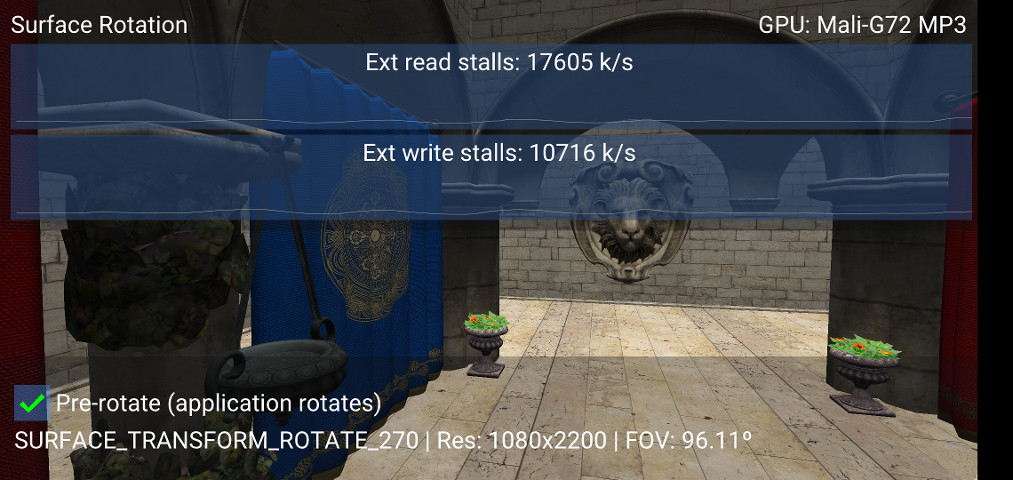 Surface Rotation
GPU: Mali-G72 MP3
Ext read stalls: 17605 k/s
Ext write stalls: 10716 k/s
Pre-rotate (application rotates)
SURFACE_TRANSFORM_ROTATE_270 | Res: 1080x2200 | FOV: 96.11º